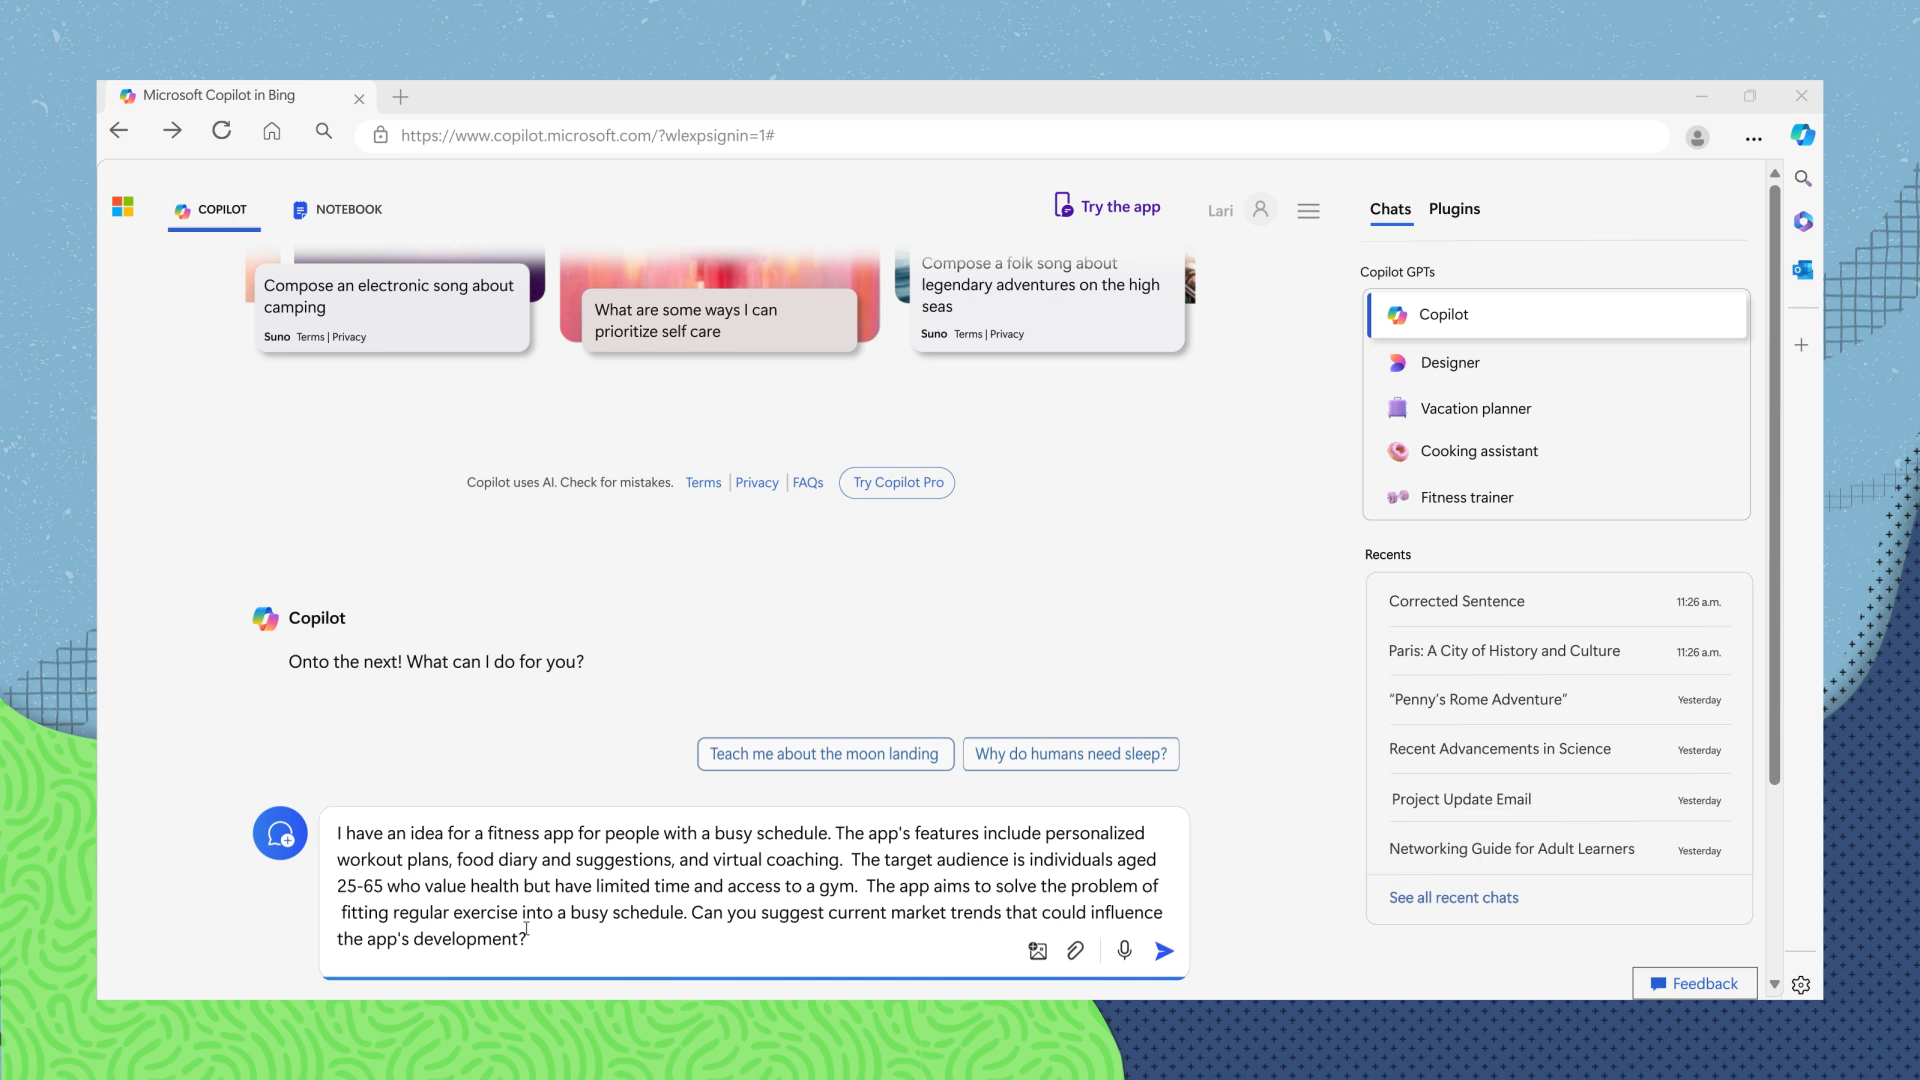 Microsoft Copilot in Bing
https://www.copilot.microsoft.com/?wlexpsignin=1#
COPILOT
NOTEBOOK
Try the app
Lari
Chats
Plugins
Compose an electronic song about
camping
Suno Terms | Privacy
What are some ways I can
prioritize self care
Compose a folk song about
legendary adventures on the high
seas
Suno Terms | Privacy
Copilot GPTs
Copilot
Designer
Vacation planner
Cooking assistant
Fitness trainer
Copilot uses AI. Check for mistakes. Terms | Privacy | FAQs Try Copilot Pro
Recents
Corrected Sentence 11:26 a.m.
Paris: A City of History and Culture 11:26 a.m.
“Penny’s Rome Adventure” Yesterday
Recent Advancements in Science Yesterday
Project Update Email Yesterday
Networking Guide for Adult Learners Yesterday
See all recent chats
Copilot
Onto the next! What can I do for you?
Teach me about the moon landing
Why do humans need sleep?
I have an idea for a fitness app for people with a busy schedule. The app's features include personalized
workout plans, food diary and suggestions, and virtual coaching.  The target audience is individuals aged
25-65 who value health but have limited time and access to a gym.  The app aims to solve the problem of
fitting regular exercise into a busy schedule. Can you suggest current market trends that could influence
the app's development?
Feedback